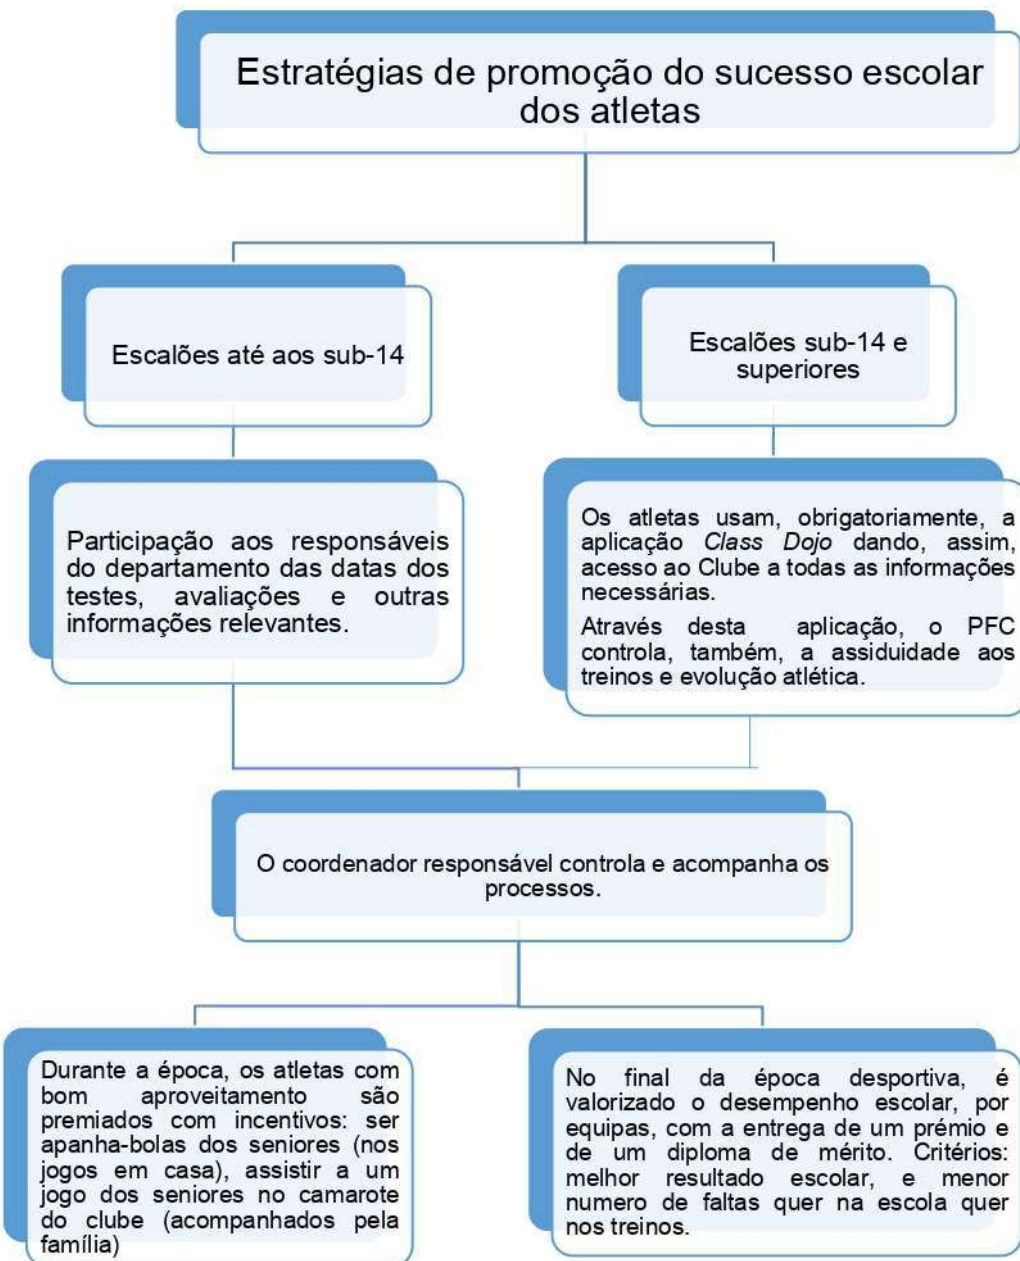 Estratégias de promoção do sucesso escolar
dos atletas
Escalões até aos sub-14
Escalões sub-14 e
superiores
Participação aos responsáveis
do departamento das datas dos
testes, avaliações e outras
informações relevantes.
Os atletas usam, obrigatoriamente, a
aplicação Class Dojo dando, assim,
acesso ao Clube a todas as informações
necessárias.
Através desta aplicação, o PFC
controla, também, a assiduidade aos
treinos e evolução atlética.
O coordenador responsável controla e acompanha os
processos.
Durante a época, os atletas com
bom aproveitamento são
premiados com incentivos: ser
apanha-bolas dos seniores (nos
jogos em casa), assistir a um
jogo dos seniores no camarote
do clube (acompanhados pela
família)
No final da época desportiva, é
valorizado o desempenho escolar, por
equipas, com a entrega de um prémio e
de um diploma de mérito. Critérios:
melhor resultado escolar, e menor
numero de faltas quer na escola quer
nos treinos.